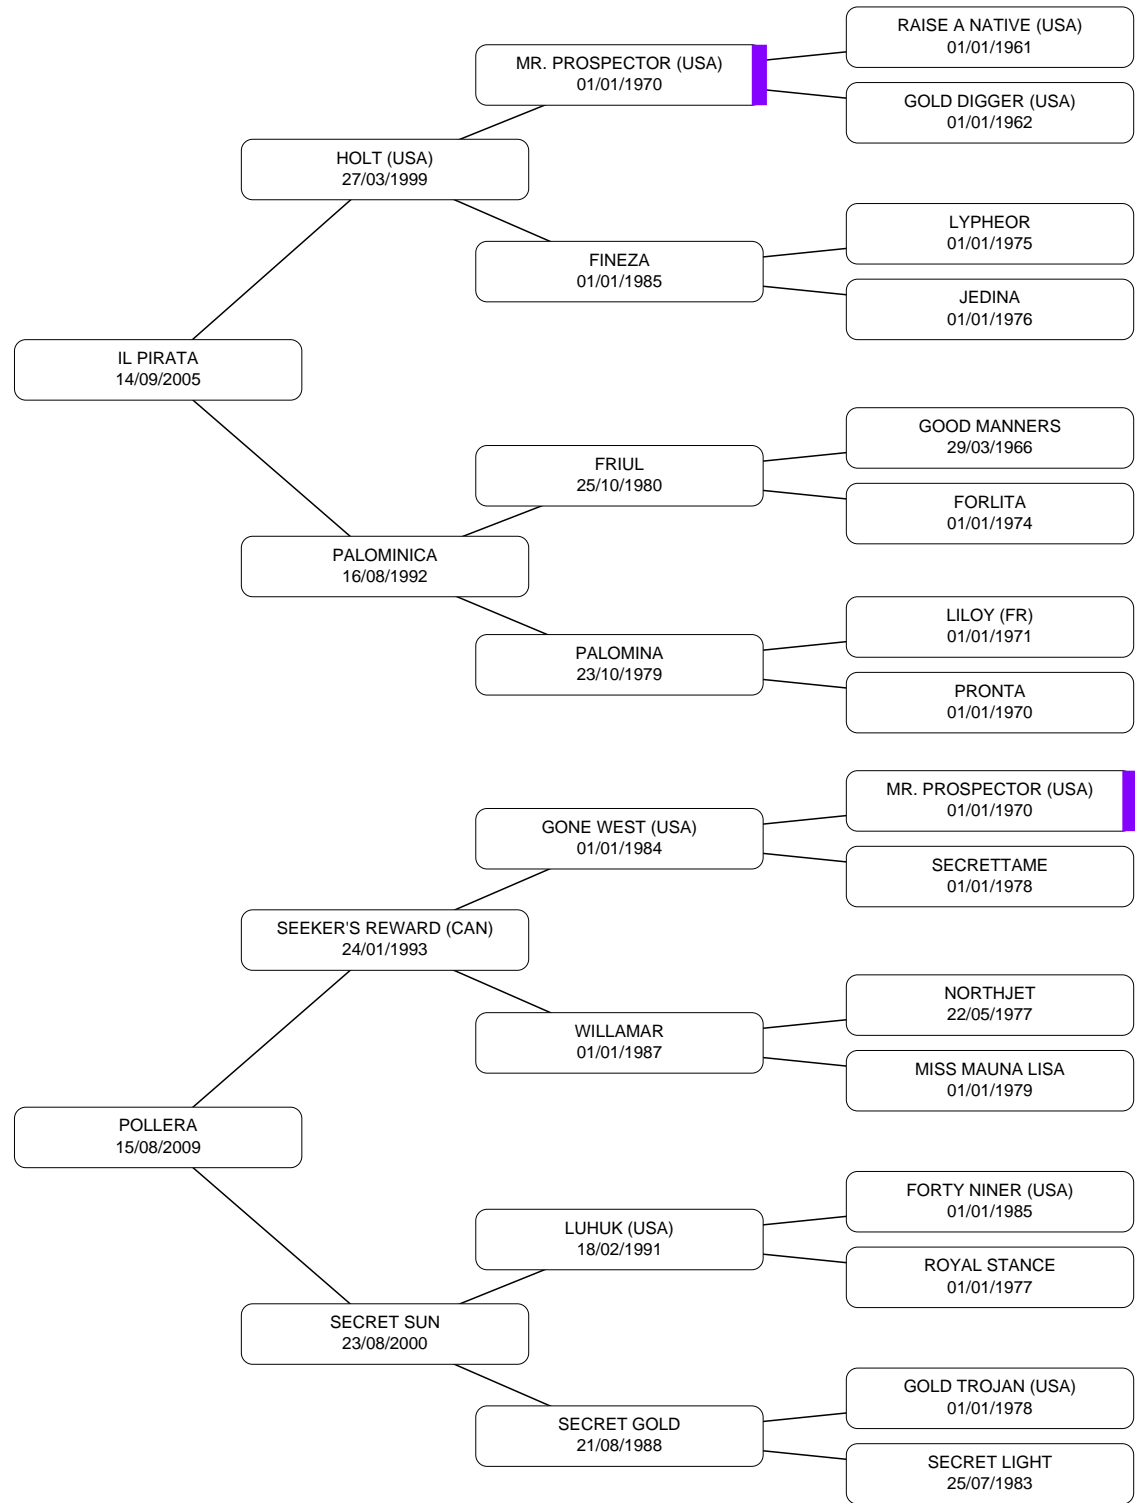 RAISE A NATIVE (USA)
01/01/1961
MR. PROSPECTOR (USA)
01/01/1970
GOLD DIGGER (USA)
01/01/1962
HOLT (USA)
27/03/1999
LYPHEOR
01/01/1975
FINEZA
01/01/1985
JEDINA
01/01/1976
IL PIRATA
14/09/2005
GOOD MANNERS
29/03/1966
FRIUL
25/10/1980
FORLITA
01/01/1974
PALOMINICA
16/08/1992
LILOY (FR)
01/01/1971
PALOMINA
23/10/1979
PRONTA
01/01/1970
MR. PROSPECTOR (USA)
01/01/1970
GONE WEST (USA)
01/01/1984
SECRETTAME
01/01/1978
SEEKER'S REWARD (CAN)
24/01/1993
NORTHJET
22/05/1977
WILLAMAR
01/01/1987
MISS MAUNA LISA
01/01/1979
POLLERA
15/08/2009
FORTY NINER (USA)
01/01/1985
LUHUK (USA)
18/02/1991
ROYAL STANCE
01/01/1977
SECRET SUN
23/08/2000
GOLD TROJAN (USA)
01/01/1978
SECRET GOLD
21/08/1988
SECRET LIGHT
25/07/1983